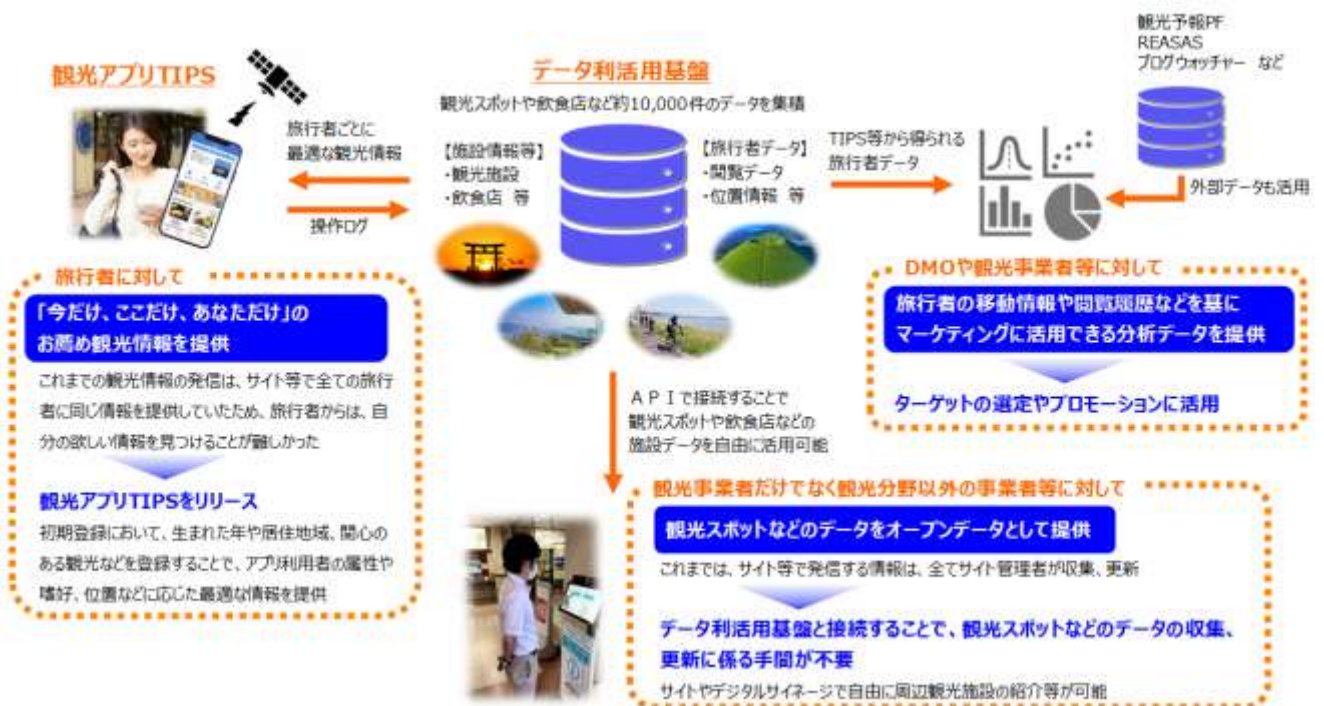 観光アプリTIPS
旅行者ごとに
最適な観光情報
操作ログ
データ利活用基盤
観光スポットや飲食店など約10,000件のデータを集積
【施設情報等】
・観光施設
・飲食店 等
【旅行者データ】
・閲覧データ
・位置情報 等
TIPS等から得られる
旅行者データ
観光予報PF
REASAS
ブログウォッチャー など
外部データも活用
旅行者に対して
「今だけ、ここだけ、あなただけ」の
お薦め観光情報を提供
これまでの観光情報の発信は、サイト等で全ての旅行
者に同じ情報を提供していたため、旅行者からは、自
分の欲しい情報を見つけることが難しかった
観光アプリTIPSをリリース
初期登録において、生まれた年や居住地域、関心の
ある観光などを登録することで、アプリ利用者の属性や
嗜好、位置などに応じた最適な情報を提供
APIで接続することで
観光スポットや飲食店などの
施設データを自由に活用可能
DMOや観光事業者等に対して
旅行者の移動情報や閲覧履歴などを基に
マーケティングに活用できる分析データを提供
ターゲットの選定やプロモーションに活用
観光事業者だけでなく観光分野以外の事業者等に対して
観光スポットなどのデータをオープンデータとして提供
これまでは、サイト等で発信する情報は、全てサイト管理者が収集、更新
データ利活用基盤と接続することで、観光スポットなどのデータの収集、
更新に係る手間が不要
サイトやデジタルサイネージで自由に周辺観光施設の紹介等が可能